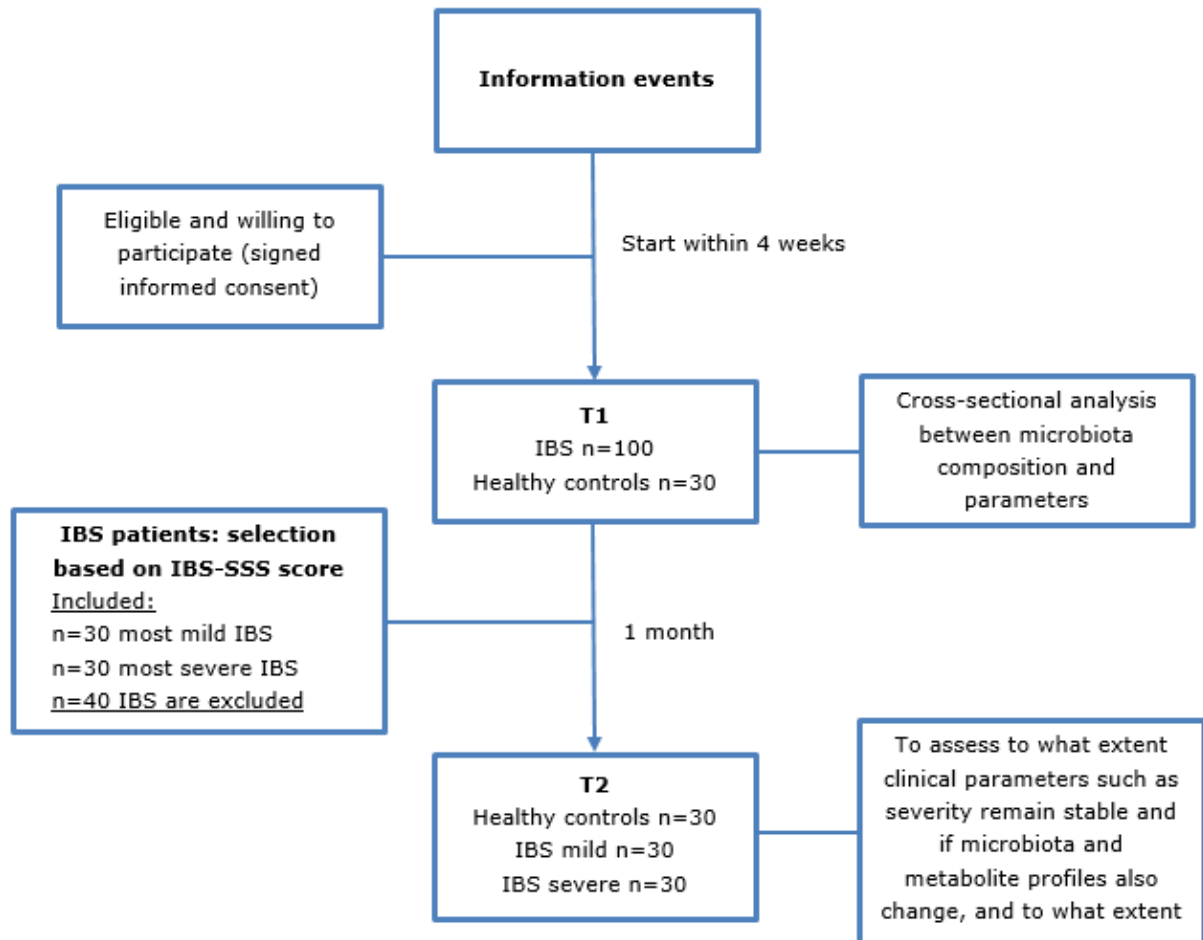 Information events
Eligible and willing to
participate (signed
informed consent)
Start within 4 weeks
T1
IBS n=100
Healthy controls n=30
Cross-sectional analysis
between microbiota
composition and
parameters
IBS patients: selection
based on IBS-SSS score
Included:
n=30 most mild IBS
n=30 most severe IBS
n=40 IBS are excluded
1 month
T2
Healthy controls n=30
IBS mild n=30
IBS severe n=30
To assess to what extent
clinical parameters such as
severity remain stable and
if microbiota and
metabolite profiles also
change, and to what extent